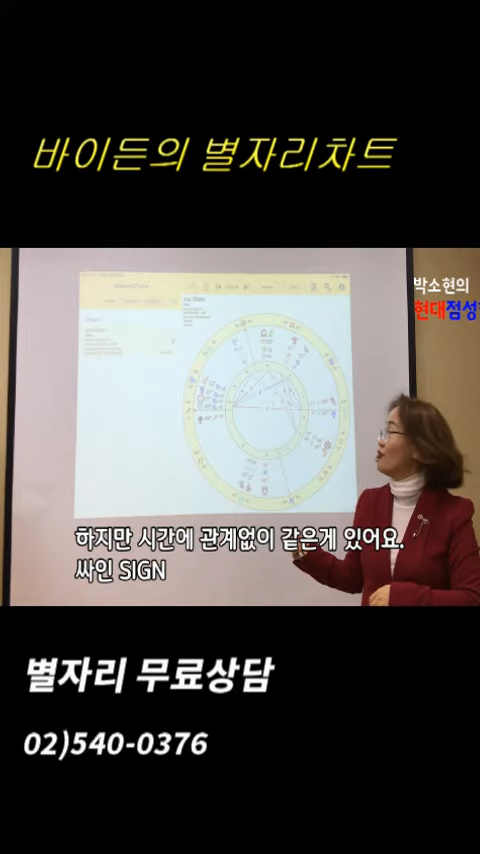 바이든의 별자리차트
박소현의
현대점성
하지만 시간에 관계없이 같은게 있어요.
싸인 SIGN
별자리 무료상담
02)540-0376